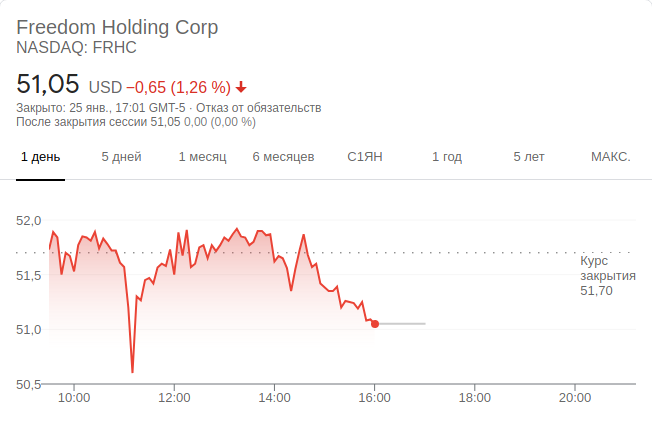 Freedom Holding Corp
NASDAQ: FRHC
51,05 USD −0,65 (1,26 %)
Закрыто: 25 янв., 17:01 GMT-5 · Отказ от обязательств
После закрытия сессии 51,05 0,00 (0,00 %)
1 день 5 дней 1 месяц 6 месяцев С1ЯН 1 год 5 лет МАКС.
52,0
Курс
закрытия
51,5
51,70
51,0
50,5
10:00 12:00 14:00 16:00 18:00 20:00